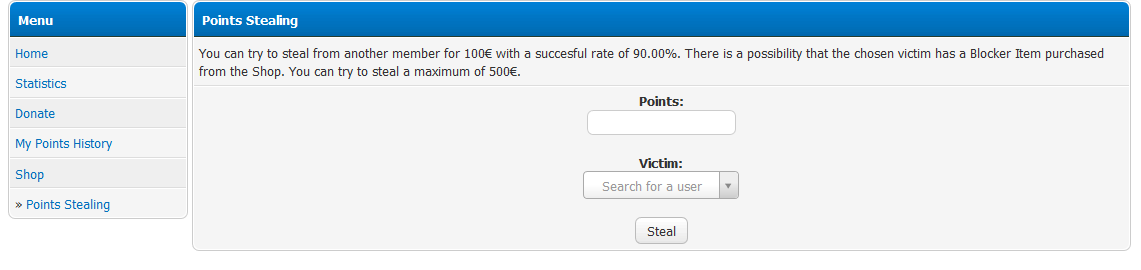 Menu
Home
Statistics
Donate
My Points History
Shop
» Points Stealing
Points Stealing
You can try to steal from another member for 100€ with a succesful rate of 90.00%. There is a possibility that the chosen victim has a Blocker Item purchased
from the Shop. You can try to steal a maximum of 500€.
Points:
Victim:
Search for a user
Steal